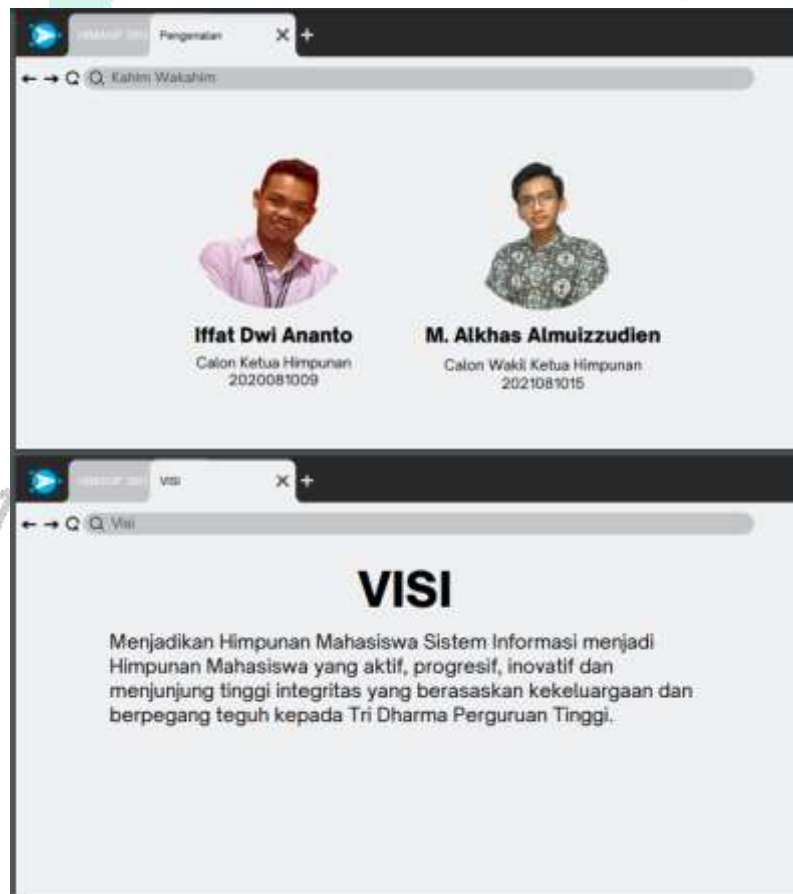 Pengenalan
Kahim Wakahim
Iffat Dwi Ananto
Calon Ketua Himpunan
2020081009
M. Alkhas Almuizzudien
Calon Wakil Ketua Himpunan
2021081015
VISI
Visi
VISI
Menjadikan Himpunan Mahasiswa Sistem Informasi menjadi
Himpunan Mahasiswa yang aktif, progresif, inovatif dan
menjunjung tinggi integritas yang berasaskan kekeluargaan dan
berpegang teguh kepada Tri Dharma Perguruan Tinggi.